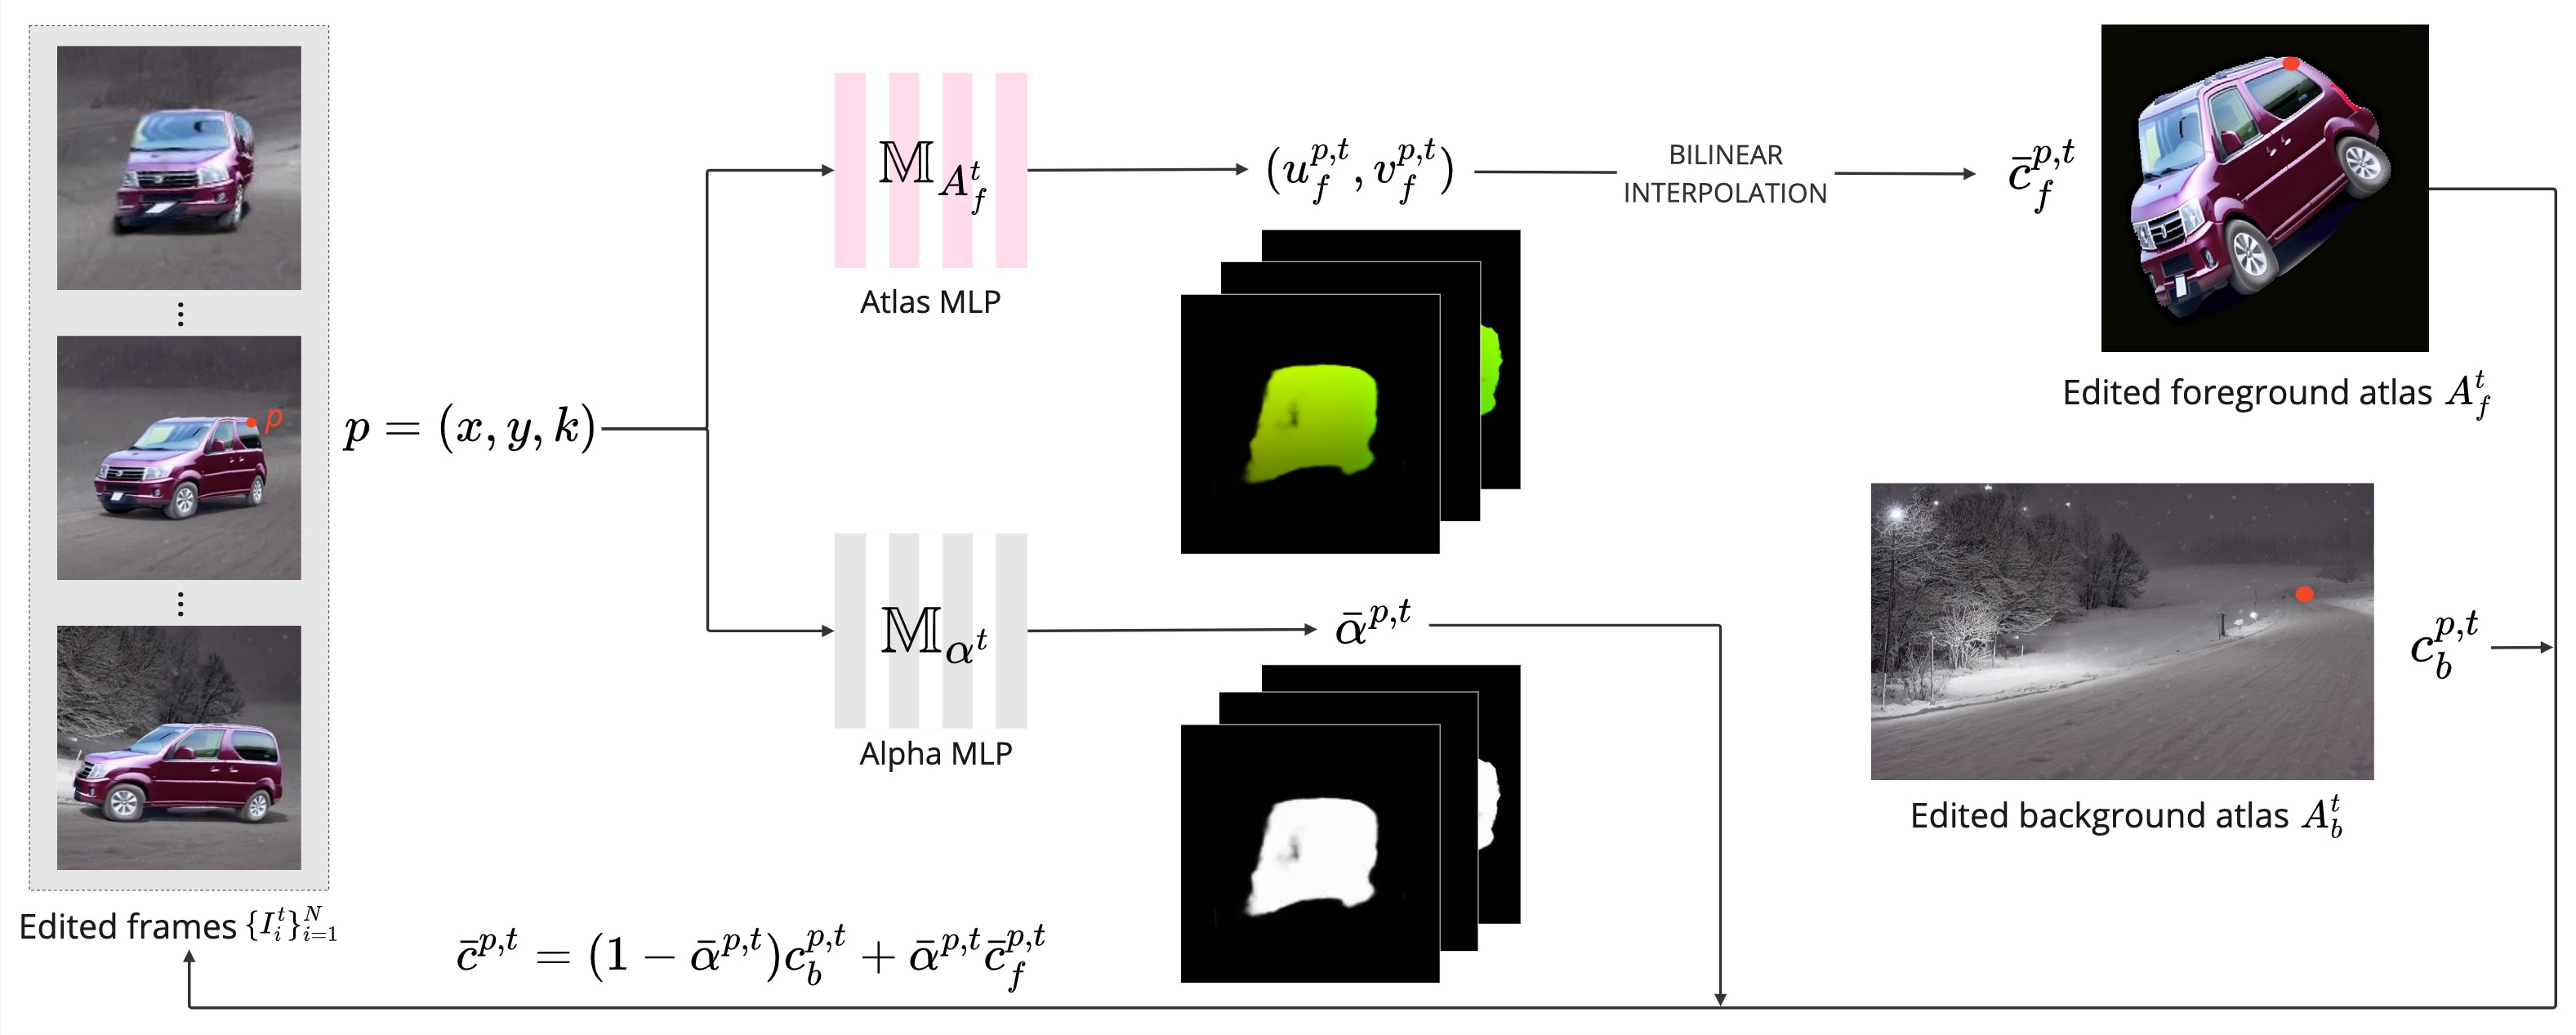 p
Edited frames $\{I_i^t\}_{i=1}^N$
$p = (x, y, k)$
$\mathbb{M}_{A_f^t}$
Atlas MLP
$(u_f^{p,t}, v_f^{p,t})$
BILINEAR
INTERPOLATION
$\bar{c}_f^{p,t}$
Edited foreground atlas $A_f^t$
$\mathbb{M}_{\alpha^t}$
Alpha MLP
$\bar{\alpha}^{p,t}$
$c_b^{p,t}$
Edited background atlas $A_b^t$
$\bar{c}^{p,t} = (1 - \bar{\alpha}^{p,t})c_b^{p,t} + \bar{\alpha}^{p,t}\bar{c}_f^{p,t}$